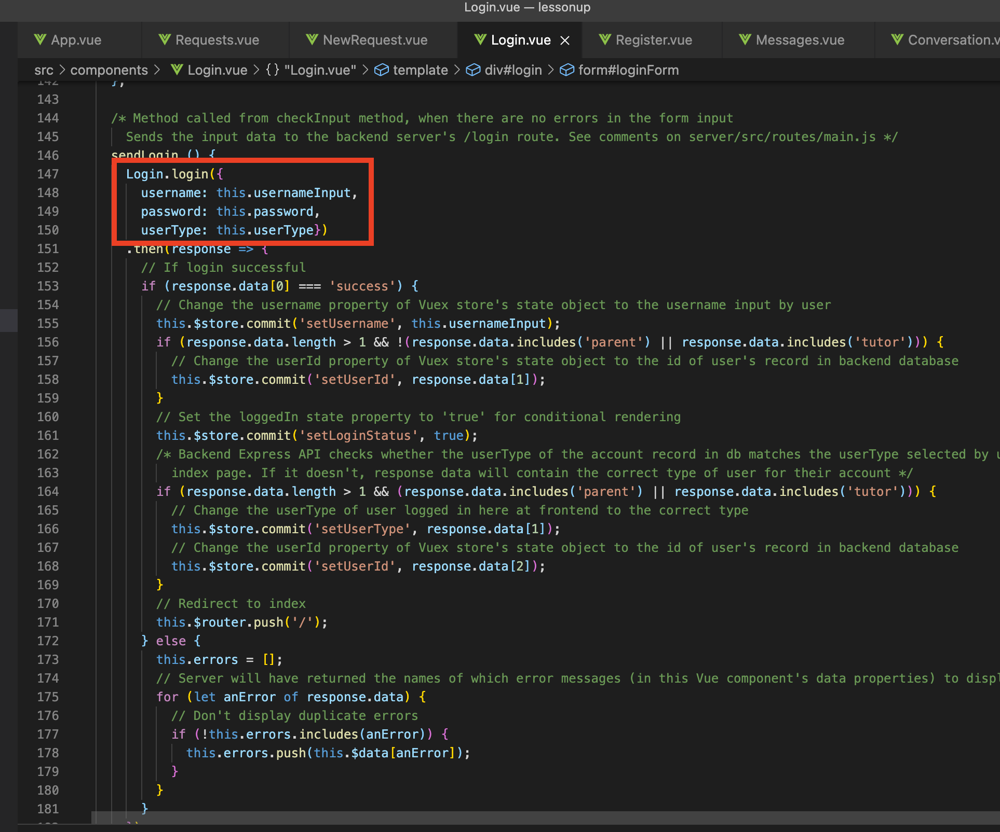 Login.vue — lessonup
App.vue Requests.vue NewRequest.vue Login.vue Register.vue Messages.vue
src > components > Login.vue > {} "Login.vue" > template > div#login > form#loginForm
142 },
143
144 /* Method called from checkInput method, when there are no errors in the form input
145 Sends the input data to the backend server's /login route. See comments on server/src/routes/main.js */
146 sendLogin () {
147 Login.login({
148 username: this.usernameInput,
149 password: this.password,
150 userType: this.userType})
151 .then(response => {
152 // If login successful
153 if (response.data[0] === 'success') {
154 // Change the username property of Vuex store's state object to the username input by user
155 this.$store.commit('setUsername', this.usernameInput);
156 if (response.data.length > 1 && !(response.data.includes('parent') || response.data.includes('tutor'))) {
157 // Change the userId property of Vuex store's state object to the id of user's record in backend database
158 this.$store.commit('setUserId', response.data[1]);
159 }
160 // Set the loggedIn state property to 'true' for conditional rendering
161 this.$store.commit('setLoginStatus', true);
162 /* Backend Express API checks whether the userType of the account record in db matches the userType selected by
163 index page. If it doesn't, response data will contain the correct type of user for their account */
164 if (response.data.length > 1 && (response.data.includes('parent') || response.data.includes('tutor'))) {
165 // Change the userType of user logged in here at frontend to the correct type
166 this.$store.commit('setUserType', response.data[1]);
167 // Change the userId property of Vuex store's state object to the id of user's record in backend database
168 this.$store.commit('setUserId', response.data[2]);
169 }
170 // Redirect to index
171 this.$router.push('/');
172 } else {
173 this.errors = [];
174 // Server will have returned the names of which error messages (in this Vue component's data properties) to
175 for (let anError of response.data) {
176 // Don't display duplicate errors
177 if (!this.errors.includes(anError)) {
178 this.errors.push(this.$data[anError]);
179 }
180 }
181 }